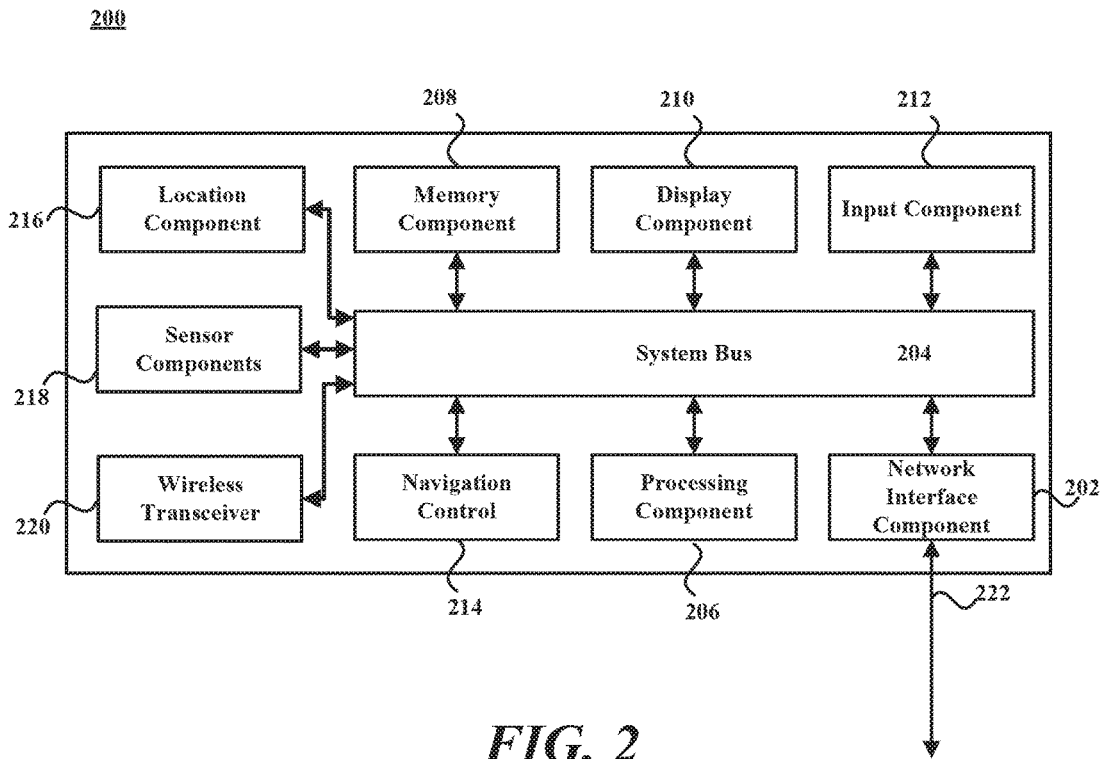 200
208
210
212
Location
Component
Memory
Component
Display
Component
Input Component
216
Sensor
Components
System Bus
204
218
Wireless
Transceiver
Navigation
Control
Processing
Component
Network
Interface
Component
202
220
214
206
222
FIG. 2